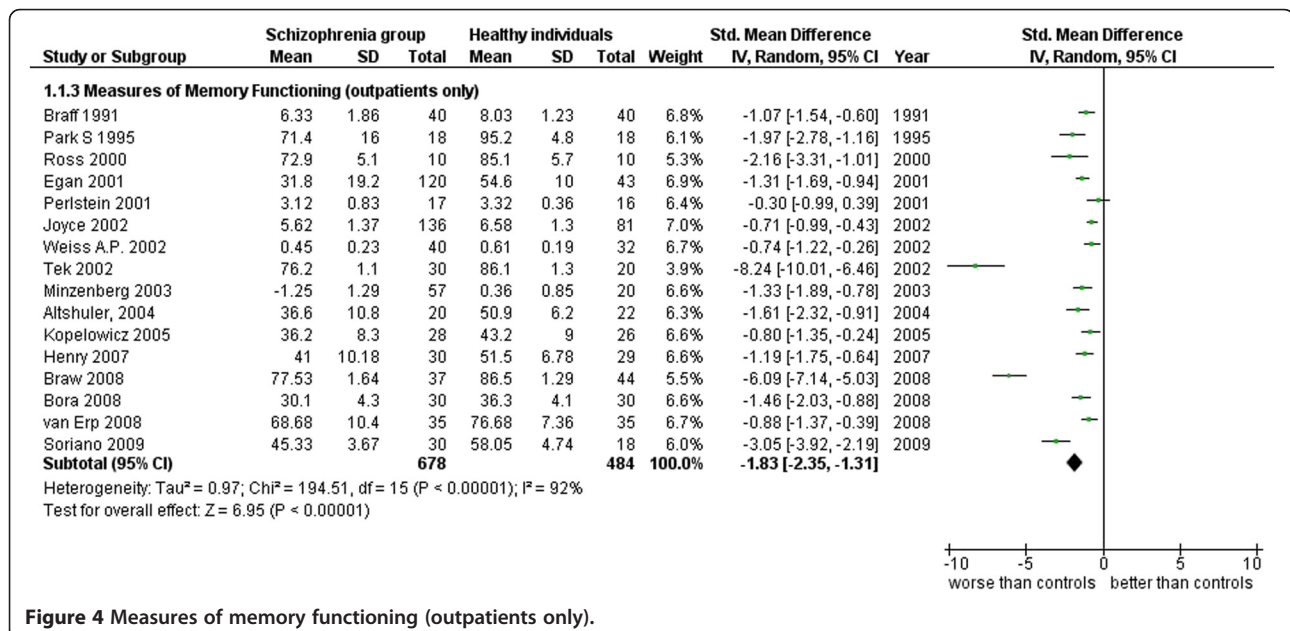 Schizophrenia group Healthy individuals Std. Mean Difference Std. Mean Difference
Study or Subgroup Mean SD Total Mean SD Total Weight IV, Random, 95% CI Year IV, Random, 95% CI
1.1.3 Measures of Memory Functioning (outpatients only)
Braff 1991 6.33 1.86 40 8.03 1.23 40 6.8% -1.07 [-1.54, -0.60] 1991
Park S 1995 71.4 16 18 95.2 4.8 18 6.1% -1.97 [-2.78, -1.16] 1995
Ross 2000 72.9 5.1 10 85.1 5.7 10 5.3% -2.16 [-3.31, -1.01] 2000
Egan 2001 31.8 19.2 120 54.6 10 43 6.9% -1.31 [-1.69, -0.94] 2001
Perlstein 2001 3.12 0.83 17 3.32 0.36 16 6.4% -0.30 [-0.99, 0.39] 2001
Joyce 2002 5.62 1.37 136 6.58 1.3 81 7.0% -0.71 [-0.99, -0.43] 2002
Weiss A.P. 2002 0.45 0.23 40 0.61 0.19 32 6.7% -0.74 [-1.22, -0.26] 2002
Tek 2002 76.2 1.1 30 86.1 1.3 20 3.9% -8.24 [-10.01, -6.46] 2002
Minzenberg 2003 -1.25 1.29 57 0.36 0.85 20 6.6% -1.33 [-1.89, -0.78] 2003
Altshuler, 2004 36.6 10.8 20 50.9 6.2 22 6.3% -1.61 [-2.32, -0.91] 2004
Kopelowicz 2005 36.2 8.3 28 43.2 9 26 6.6% -0.80 [-1.35, -0.24] 2005
Henry 2007 41 10.18 30 51.5 6.78 29 6.6% -1.19 [-1.75, -0.64] 2007
Braw 2008 77.53 1.64 37 86.5 1.29 44 5.5% -6.09 [-7.14, -5.03] 2008
Bora 2008 30.1 4.3 30 36.3 4.1 30 6.6% -1.46 [-2.03, -0.88] 2008
van Erp 2008 68.68 10.4 35 76.68 7.36 35 6.7% -0.88 [-1.37, -0.39] 2008
Soriano 2009 45.33 3.67 30 58.05 4.74 18 6.0% -3.05 [-3.92, -2.19] 2009
Subtotal (95% CI) 678 484 100.0% -1.83 [-2.35, -1.31]
Heterogeneity: Tau² = 0.97; Chi² = 194.51, df = 15 (P < 0.00001); I² = 92%
Test for overall effect: Z = 6.95 (P < 0.00001)
-10 -5 0 5 10
worse than controls better than controls
Figure 4 Measures of memory functioning (outpatients only).